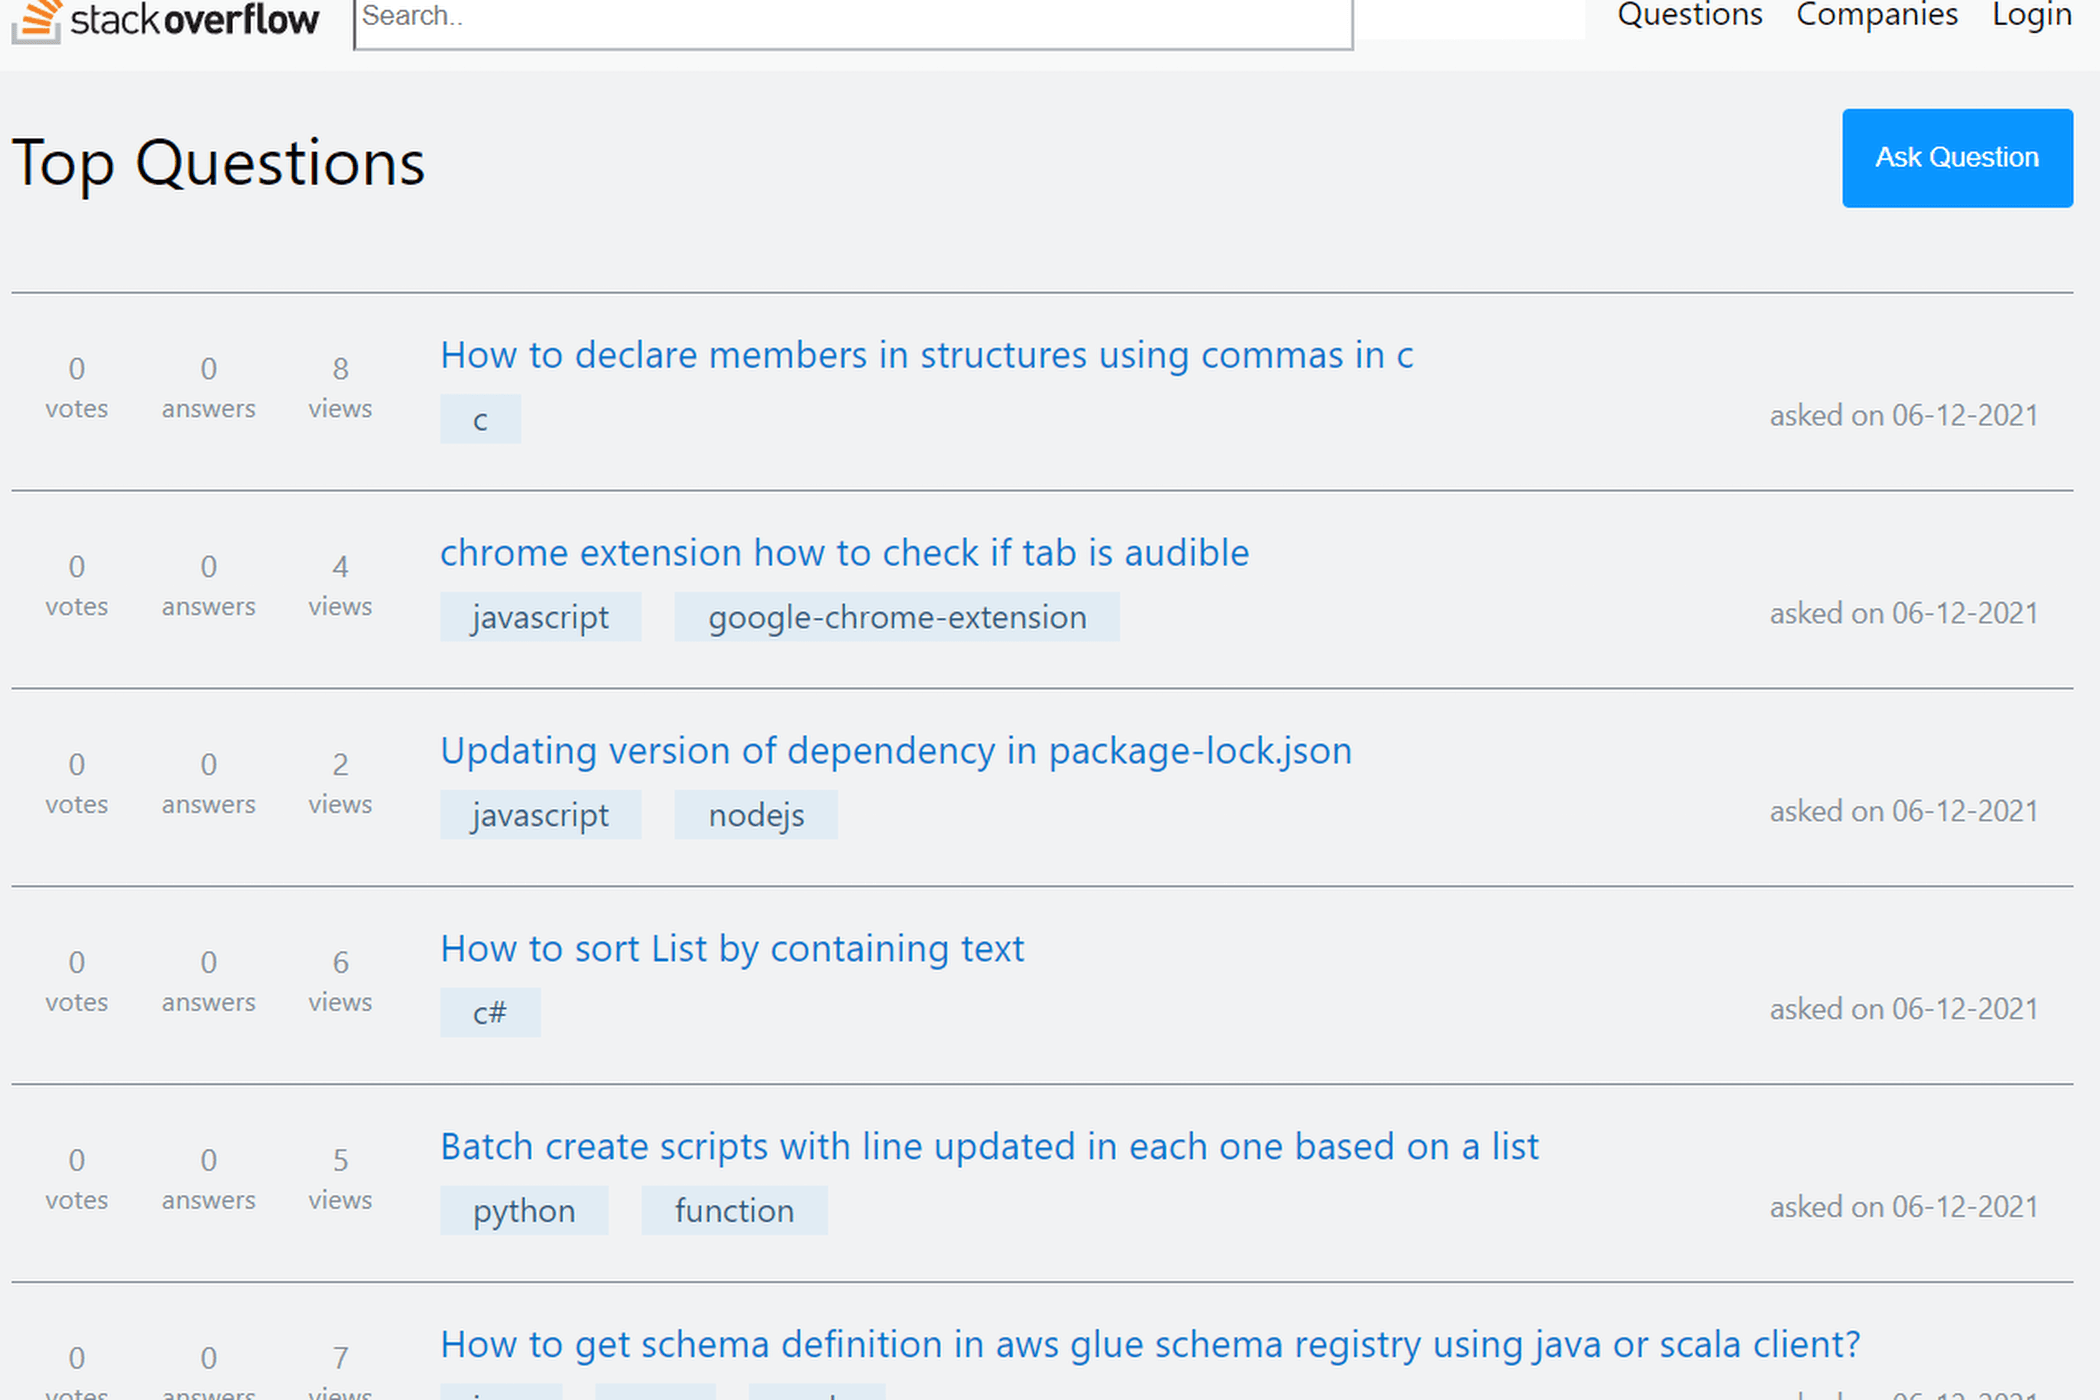 stackoverflow
Search..
Questions Companies Login
Top Questions
Ask Question
0 0 8
votes answers views
How to declare members in structures using commas in c
c
asked on 06-12-2021
0 0 4
votes answers views
chrome extension how to check if tab is audible
javascript google-chrome-extension
asked on 06-12-2021
0 0 2
votes answers views
Updating version of dependency in package-lock.json
javascript nodejs
asked on 06-12-2021
0 0 6
votes answers views
How to sort List by containing text
c#
asked on 06-12-2021
0 0 5
votes answers views
Batch create scripts with line updated in each one based on a list
python function
asked on 06-12-2021
0 0 7
votes answers views
How to get schema definition in aws glue schema registry using java or scala client?
asked on 06-12-2021